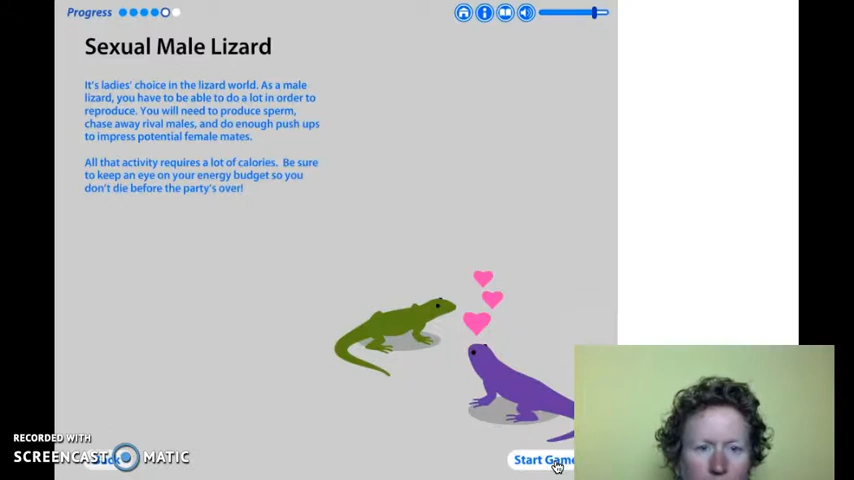 Progress
Sexual Male Lizard
It's ladies' choice in the lizard world. As a male
lizard, you have to be able to do a lot in order to
reproduce. You will need to produce sperm,
chase away rival males, and do enough push ups
to impress potential female mates.
All that activity requires a lot of calories. Be sure
to keep an eye on your energy budget so you
don't die before the party's over!
RECORDED WITH
SCREENCAST MATIC
Start Game